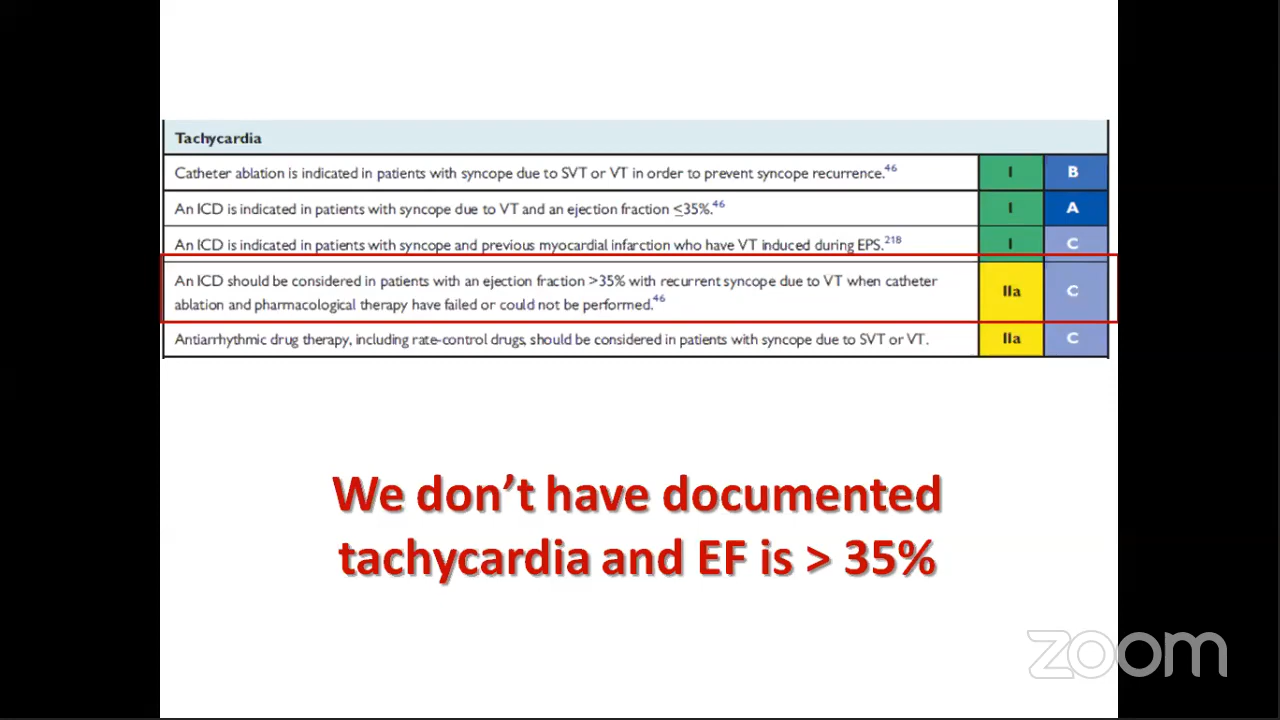 Tachycardia
Catheter ablation is indicated in patients with syncope due to SVT or VT in order to prevent syncope recurrence.46 I B
An ICD is indicated in patients with syncope due to VT and an ejection fraction ≤35%.46 I A
An ICD is indicated in patients with syncope and previous myocardial infarction who have VT induced during EPS.218 I C
An ICD should be considered in patients with an ejection fraction >35% with recurrent syncope due to VT when catheter
ablation and pharmacological therapy have failed or could not be performed.46 IIa C
Antiarrhythmic drug therapy, including rate-control drugs, should be considered in patients with syncope due to SVT or VT. IIa C
We don't have documented
tachycardia and EF is > 35%
zoom